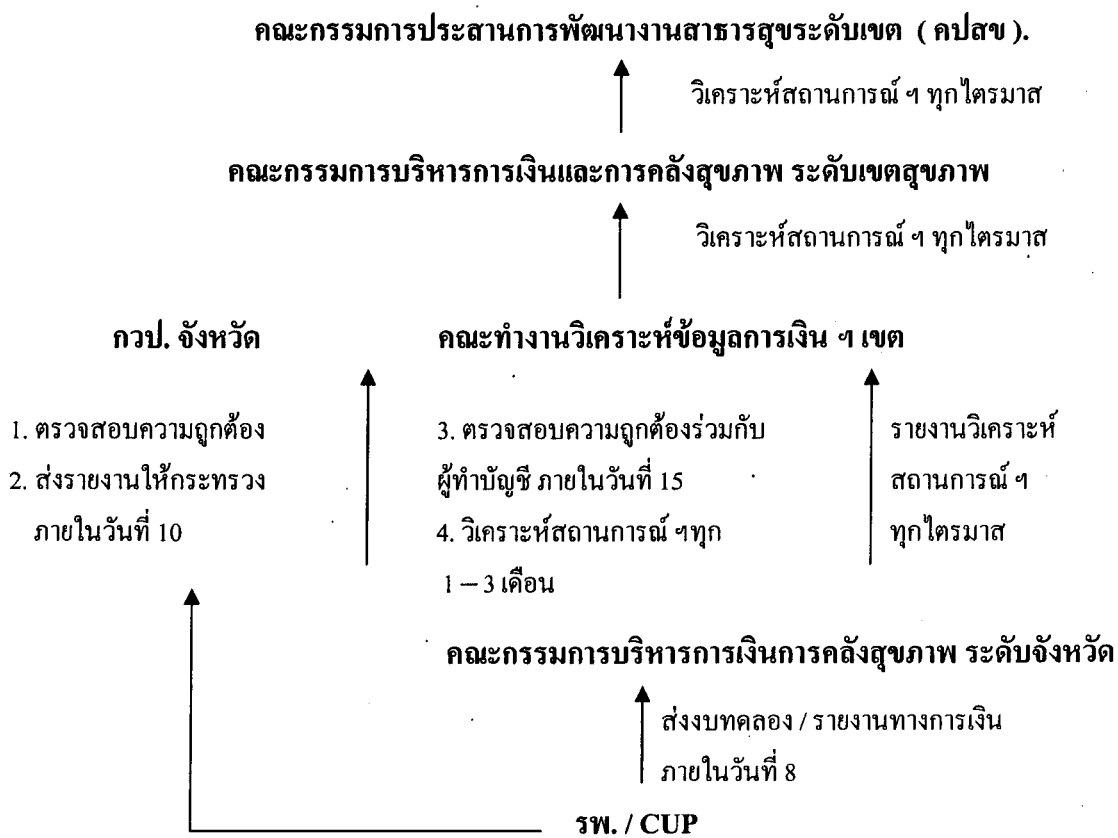 คณะกรรมการประสานการพัฒนางานสาธารสุขระดับเขต ( คปสข ).
วิเคราะห์สถานการณ์ ฯ ทุกไตรมาส
คณะกรรมการบริหารการเงินและการคลังสุขภาพ ระดับเขตสุขภาพ
วิเคราะห์สถานการณ์ ฯ ทุกไตรมาส
กวป. จังหวัด
คณะทำงานวิเคราะห์ข้อมูลการเงิน ฯ เขต
1. ตรวจสอบความถูกต้อง
2. ส่งรายงานให้กระทรวง
ภายในวันที่ 10
3. ตรวจสอบความถูกต้องร่วมกับ
ผู้ทำบัญชี ภายในวันที่ 15
4. วิเคราะห์สถานการณ์ ฯทุก
1 – 3 เดือน
รายงานวิเคราะห์
สถานการณ์ ฯ
ทุกไตรมาส
คณะกรรมการบริหารการเงินการคลังสุขภาพ ระดับจังหวัด
ส่งงบทดลอง / รายงานทางการเงิน
ภายในวันที่ 8
รพ. / CUP